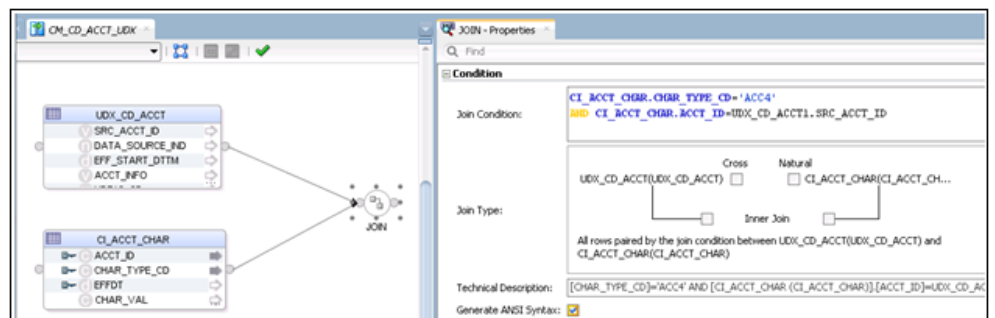 CM_CD_ACCT_UDX
UDX_CD_ACCT
SRC_ACCT_ID
DATA_SOURCE_IND
EFF_START_DTTM
ACCT_INFO
CI_ACCT_CHAR
ACCT_ID
CHAR_TYPE_CD
EFFDT
CHAR_VAL
JOIN
JOIN - Properties
Find
Condition
Join Condition:
CI_ACCT_CHAR.CHAR_TYPE_CD='ACC4'
AND CI_ACCT_CHAR.ACCT_ID=UDX_CD_ACCT1.SRC_ACCT_ID
Join Type:
Cross Natural
UDX_CD_ACCT(UDX_CD_ACCT) CI_ACCT_CHAR(CI_ACCT_CH...
Inner Join
All rows paired by the join condition between UDX_CD_ACCT(UDX_CD_ACCT) and
CI_ACCT_CHAR(CI_ACCT_CHAR)
Technical Description: [CHAR_TYPE_CD]='ACC4' AND [CI_ACCT_CHAR (CI_ACCT_CHAR)].[ACCT_ID]=UDX_CD_AC
Generate ANSI Syntax: